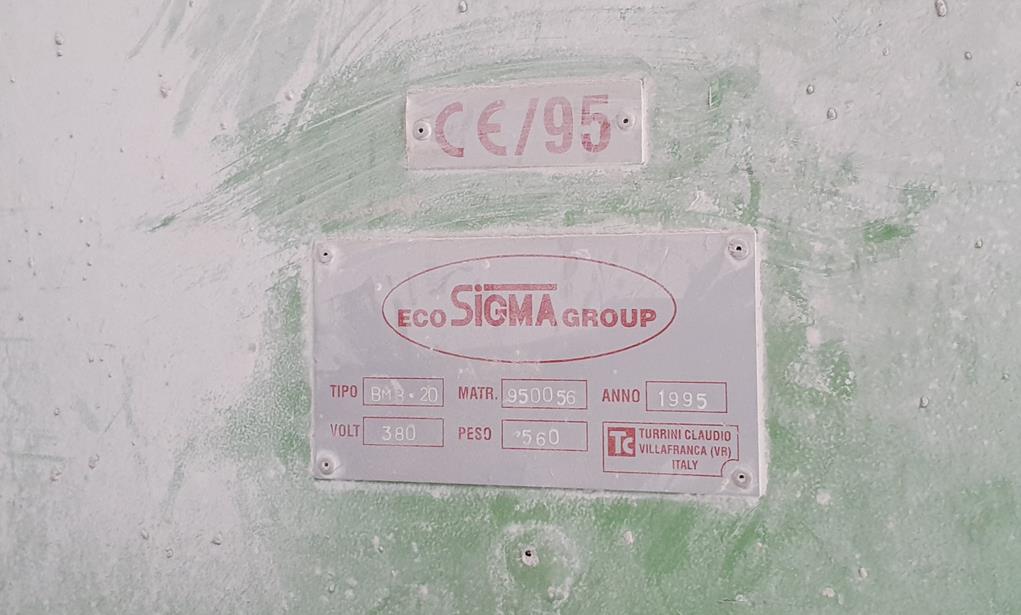 CE/95
ECO SIGMA GROUP
TIPO BMB·20 MATR. 950056 ANNO 1995
VOLT 380 PESO 560
Tc TURRINI CLAUDIO
VILLAFRANCA (VR)
ITALY